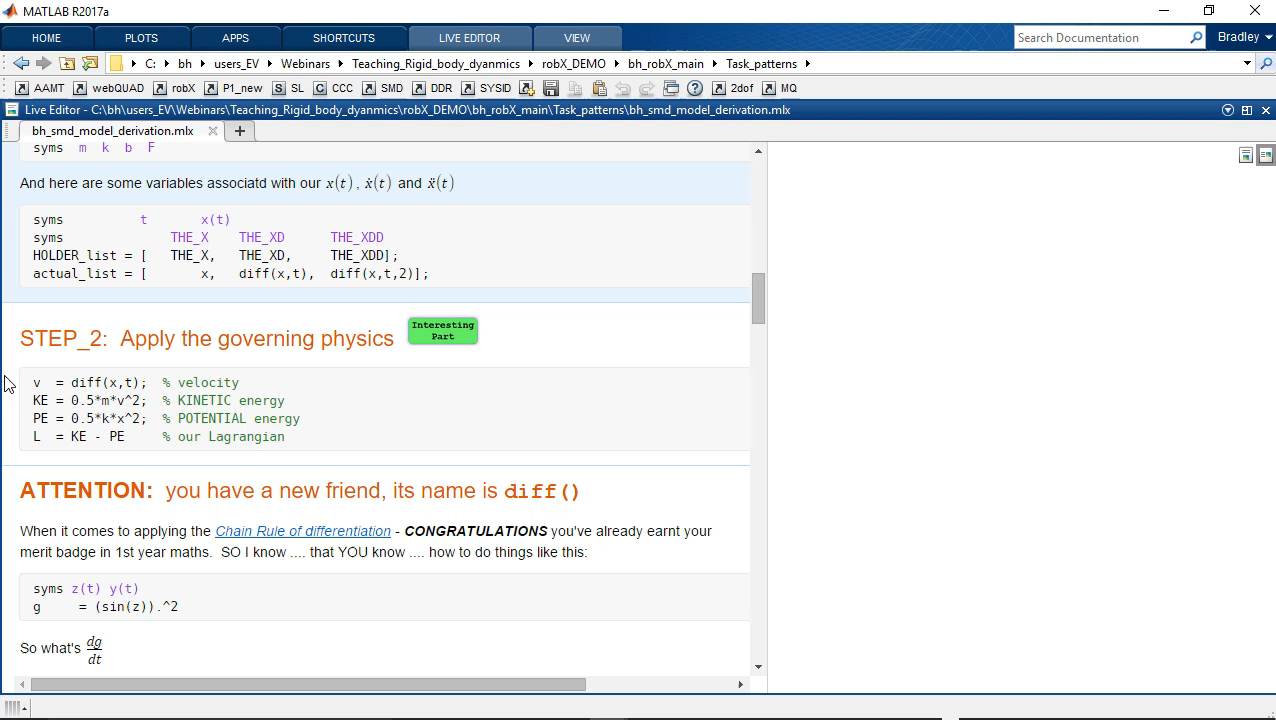 MATLAB R2017a
HOME PLOTS APPS SHORTCUTS LIVE EDITOR VIEW Search Documentation Bradley
C: bh users_EV Webinars Teaching_Rigid_body_dyanmics robX_DEMO bh_robX_main Task_patterns
AAMT webQUAD robX P1_new S SL C CCC SMD DDR SYSID 2dof MQ
Live Editor - C:\bh\users_EV\Webinars\Teaching_Rigid_body_dyanmics\robX_DEMO\bh_robX_main\Task_patterns\bh_smd_model_derivation.mlx
bh_smd_model_derivation.mlx
syms m k b F
And here are some variables associatd with our x(t) , ẋ(t) and ẍ(t)
syms t x(t)
syms THE_X THE_XD THE_XDD
HOLDER_list = [ THE_X, THE_XD, THE_XDD];
actual_list = [ x, diff(x,t), diff(x,t,2)];
STEP_2: Apply the governing physics
Interesting
Part
v = diff(x,t); % velocity
KE = 0.5*m*v^2; % KINETIC energy
PE = 0.5*k*x^2; % POTENTIAL energy
L = KE - PE % our Lagrangian
ATTENTION: you have a new friend, its name is diff()
When it comes to applying the Chain Rule of differentiation - CONGRATULATIONS you've already earnt your
merit badge in 1st year maths. SO I know .... that YOU know .... how to do things like this:
syms z(t) y(t)
g = (sin(z)).^2
So what's dg
dt